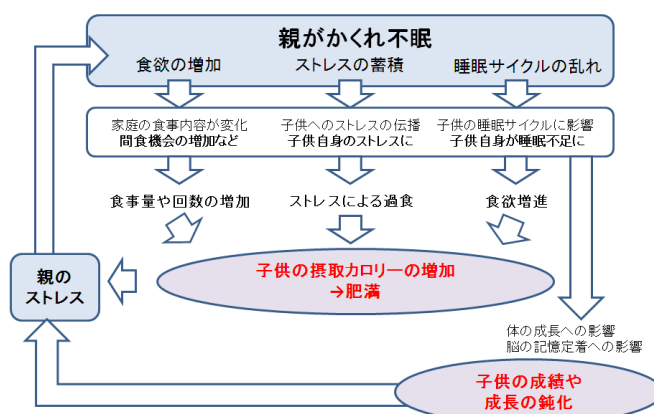 親がかくれ不眠
食欲の増加 ストレスの蓄積 睡眠サイクルの乱れ
家庭の食事内容が変化 子供へのストレスの伝播 子供の睡眠サイクルに影響
間食機会の増加など 子供自身のストレスに 子供自身が睡眠不足に
食事量や回数の増加 ストレスによる過食 食欲増進
子供の摂取カロリーの増加
→肥満
親の
ストレス
体の成長への影響
脳の記憶定着への影響
子供の成績や
成長の鈍化